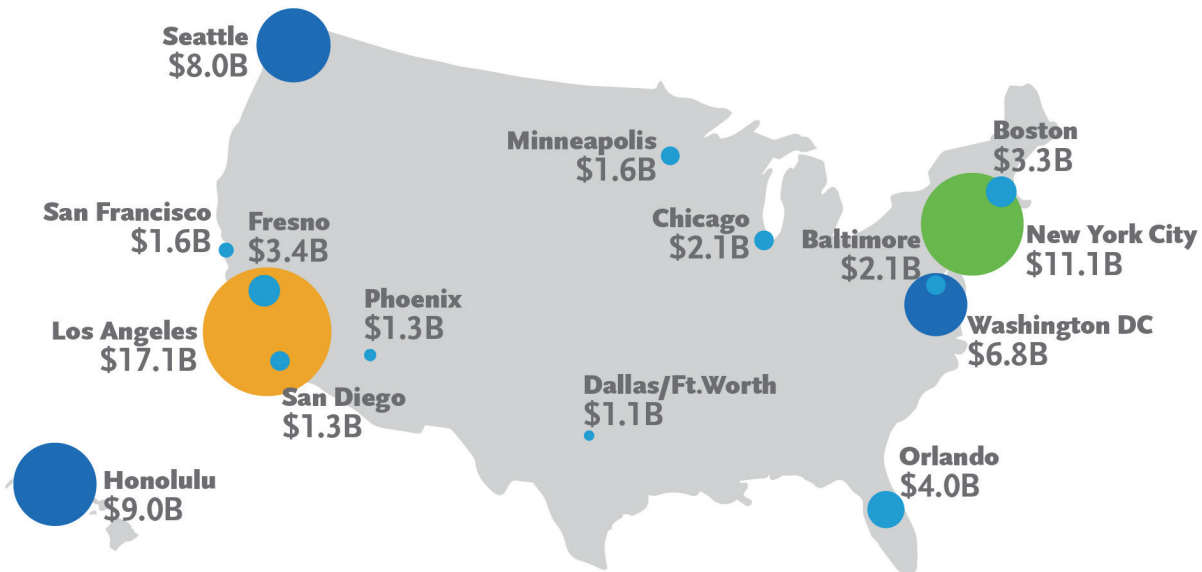 Seattle
$8.0B
Minneapolis
$1.6B
Boston
$3.3B
San Francisco
$1.6B
Fresno
$3.4B
Chicago
$2.1B
Baltimore
$2.1B
New York City
$11.1B
Phoenix
$1.3B
Los Angeles
$17.1B
Washington DC
$6.8B
San Diego
$1.3B
Dallas/Ft.Worth
$1.1B
Honolulu
$9.0B
Orlando
$4.0B